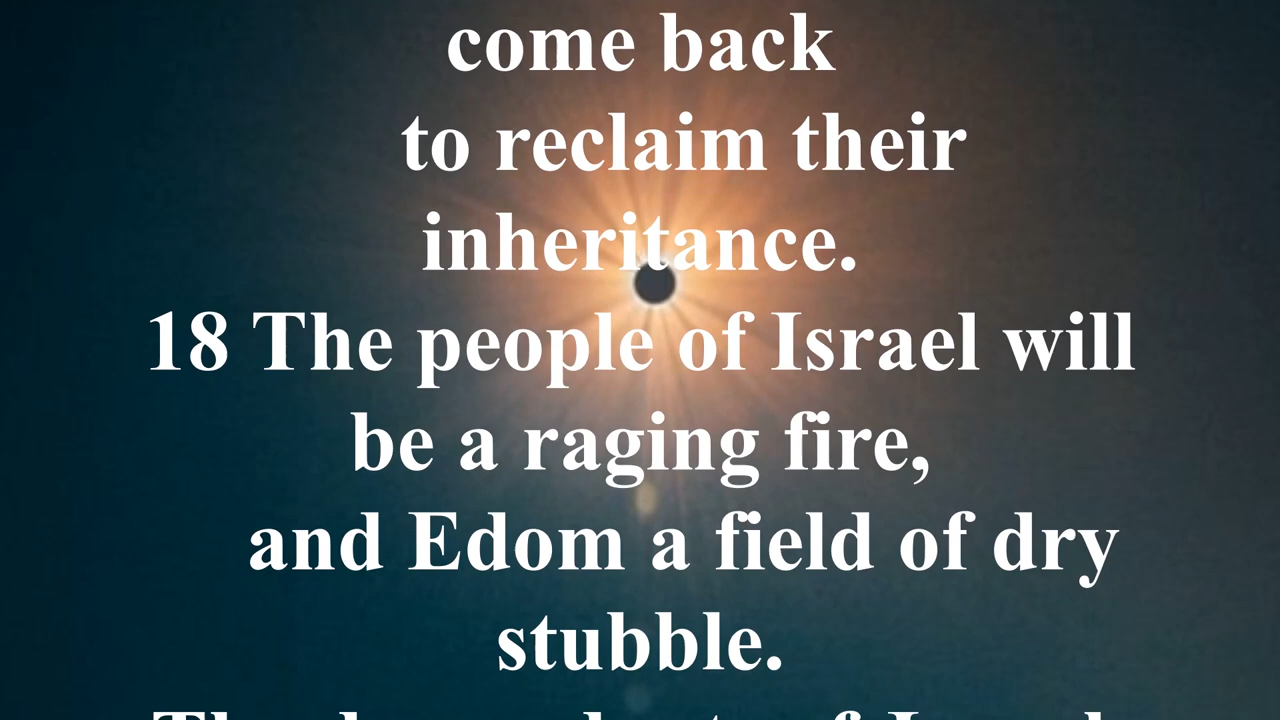 come back
to reclaim their
inheritance.
18 The people of Israel will
be a raging fire,
and Edom a field of dry
stubble.